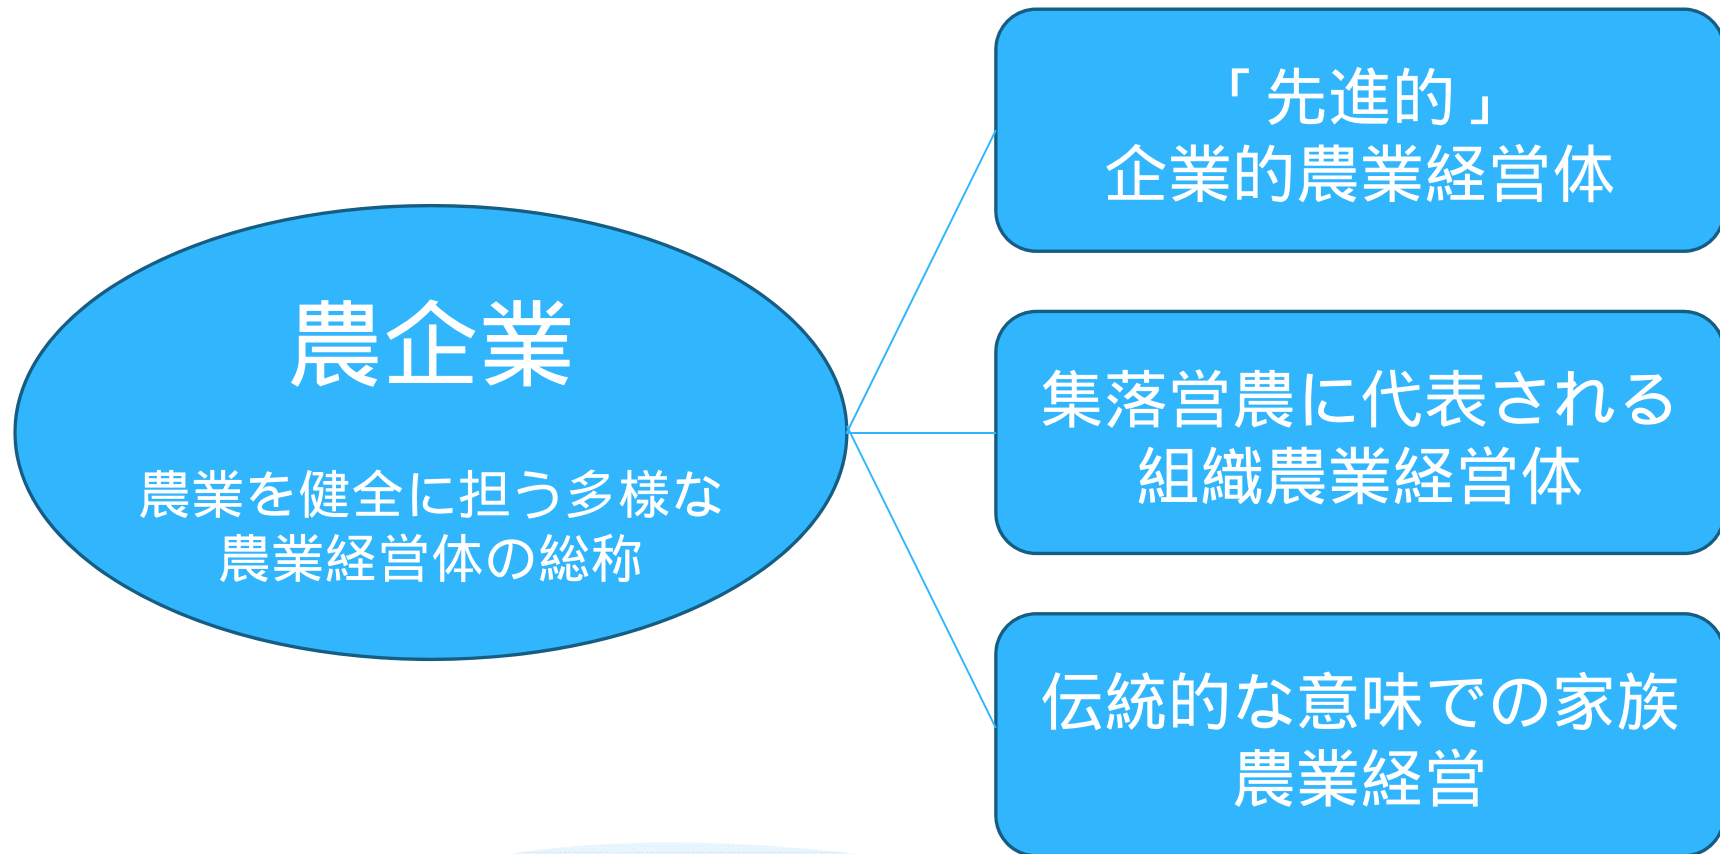 農企業
農業を健全に担う多様な
農業経営体の総称
「先進的」
企業的農業経営体
集落営農に代表される
組織農業経営体
伝統的な意味での家族
農業経営